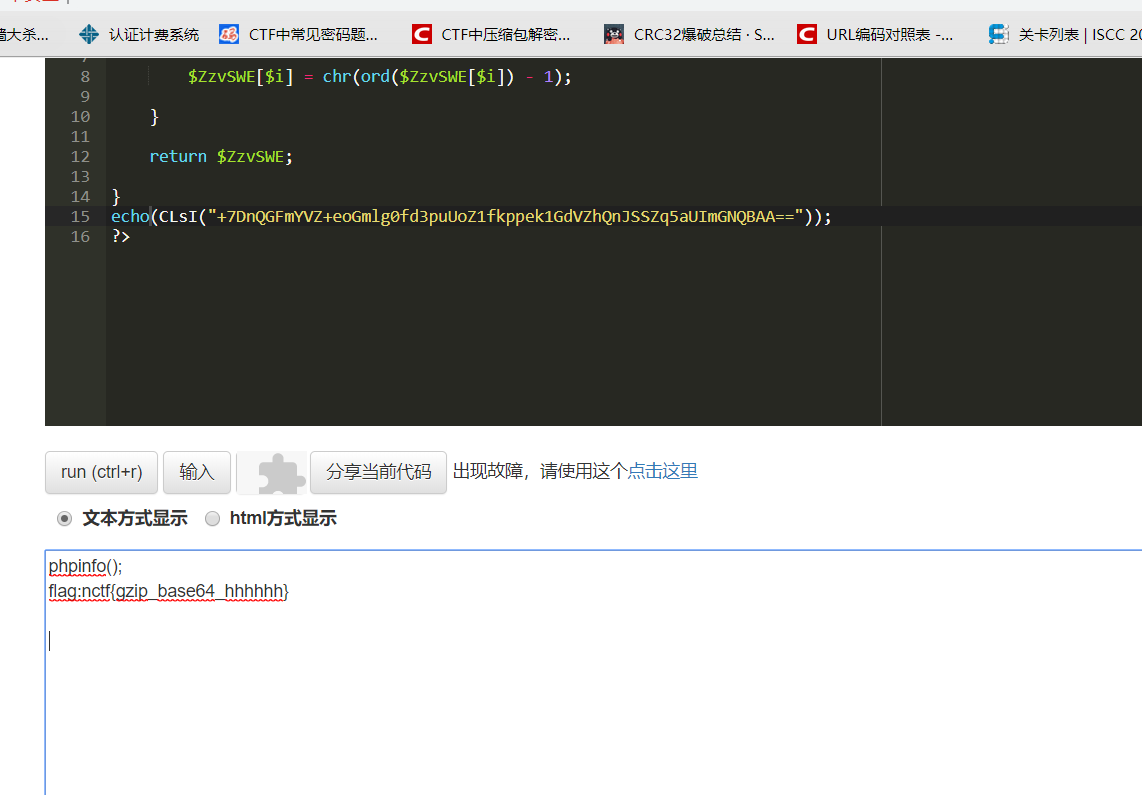 墙大杀... 认证计费系统 CTF中常见密码题... CTF中压缩包解密... CRC32爆破总结 · S... URL编码对照表 -... 关卡列表 | ISCC 20
8 $ZzvSWE[$i] = chr(ord($ZzvSWE[$i]) - 1);
9
10 }
11
12 return $ZzvSWE;
13
14 }
15 echo(CLsI("+7DnQGFmYVZ+eoGmlg0fd3puUoZ1fkppek1GdVZhQnJSSZq5aUImGNQBAA=="));
16 ?>
run (ctrl+r) 输入 分享当前代码 出现故障，请使用这个点击这里
文本方式显示 html方式显示
phpinfo();
flag:nctf{gzip_base64_hhhhhh}